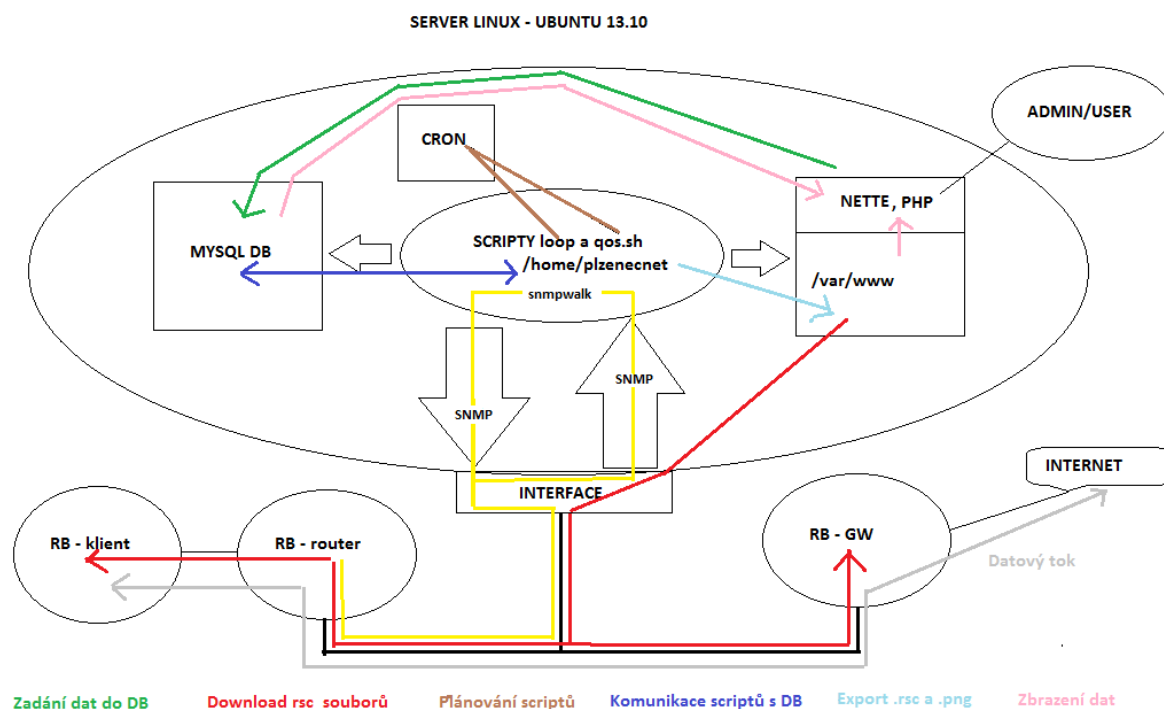 SERVER LINUX - UBUNTU 13.10
ADMIN/USER
CRON
NETTE, PHP
MYSQL DB
SCRIPTY loop a qos.sh
/home/plzenecnet
snmpwalk
/var/www
SNMP
SNMP
INTERFACE
INTERNET
RB - klient
RB - router
RB - GW
Datový tok
Zadání dat do DB
Download rsc souborů
Plánování scriptů
Komunikace scriptů s DB
Export .rsc a .png
Zbrazení dat